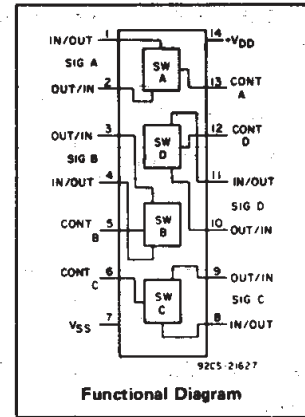 1 IN/OUT
SIG A
OUT/IN 2
OUT/IN 3
SIG B
IN/OUT 4
CONT B 5
CONT C 6
VSS 7
SW A
SW D
SW B
SW C
14 +VDD
13 CONT A
12 CONT D
11 IN/OUT
SIG D
10 OUT/IN
9 OUT/IN
SIG C
8 IN/OUT
92CS-21627
Functional Diagram